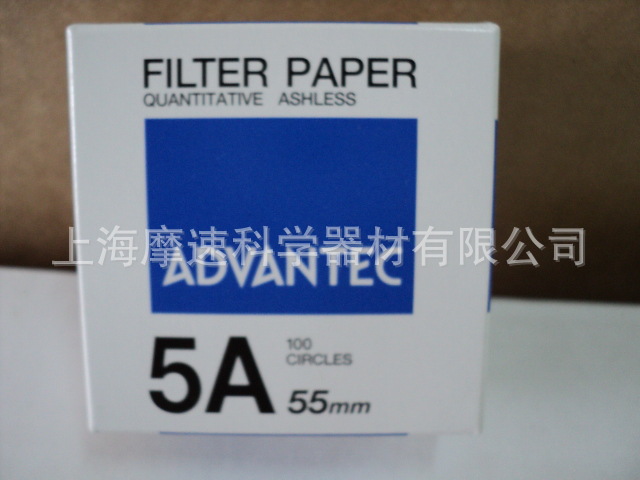 FILTER PAPER
QUANTITATIVE ASHLESS
上海摩速科学器材有限公司
ADVANTEC
5A
100
CIRCLES
55mm